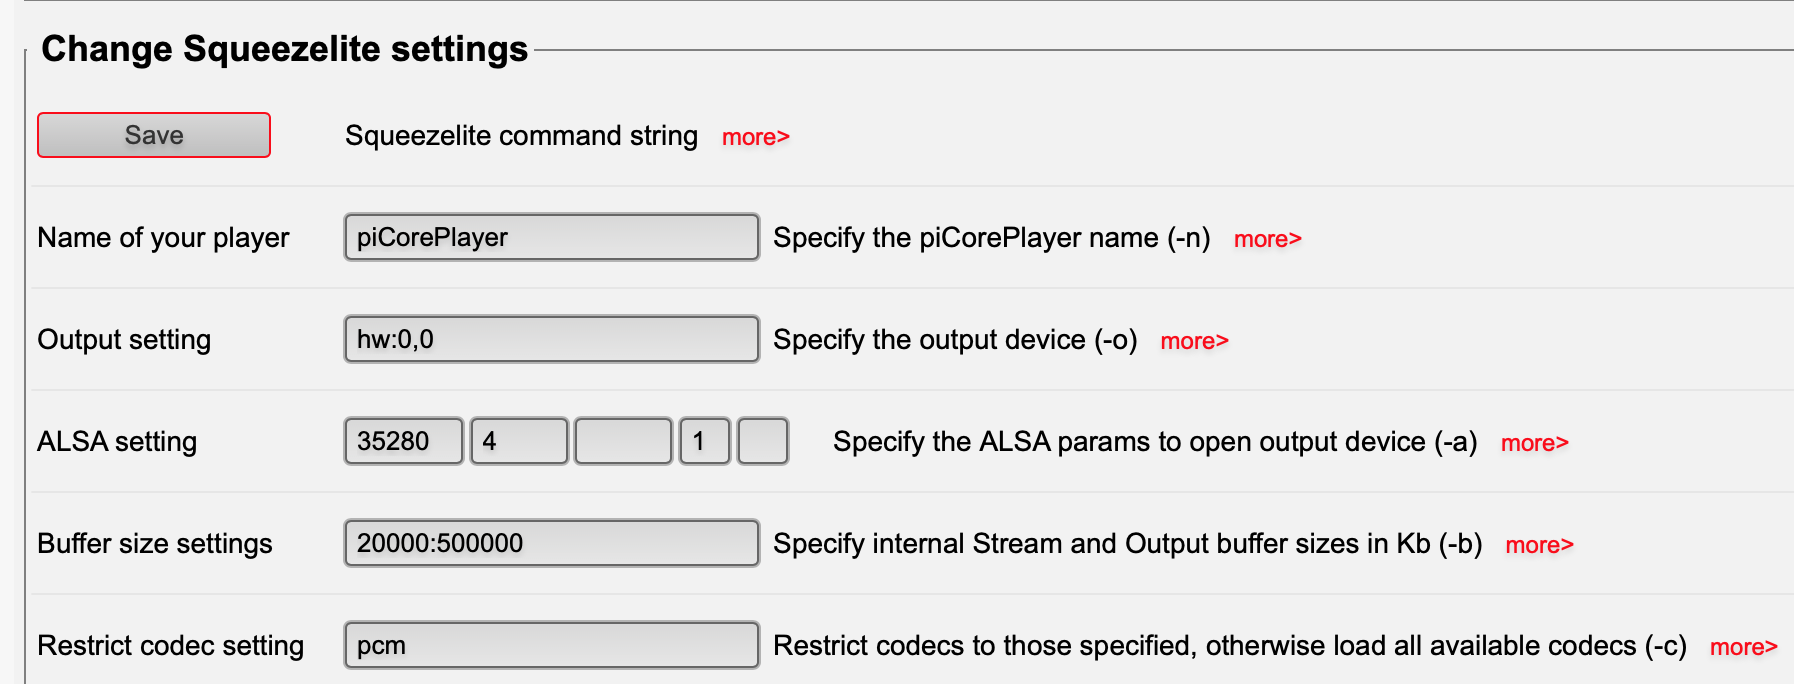 Change Squeezelite settings
Save Squeezelite command string more>
Name of your player piCorePlayer Specify the piCorePlayer name (-n) more>
Output setting hw:0,0 Specify the output device (-o) more>
ALSA setting 35280 4 1 Specify the ALSA params to open output device (-a) more>
Buffer size settings 20000:500000 Specify internal Stream and Output buffer sizes in Kb (-b) more>
Restrict codec setting pcm Restrict codecs to those specified, otherwise load all available codecs (-c) more>